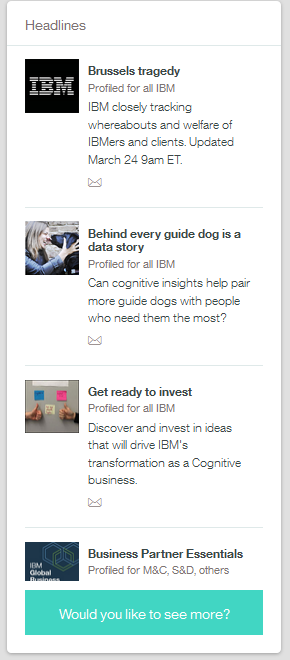 Headlines
IBM
Brussels tragedy
Profiled for all IBM
IBM closely tracking
whereabouts and welfare of
IBMers and clients. Updated
March 24 9am ET.
Behind every guide dog is a
data story
Profiled for all IBM
Can cognitive insights help pair
more guide dogs with people
who need them the most?
Get ready to invest
Profiled for all IBM
Discover and invest in ideas
that will drive IBM's
transformation as a Cognitive
business.
IBM
Global
Business
Business Partner Essentials
Profiled for M&C, S&D, others
Would you like to see more?